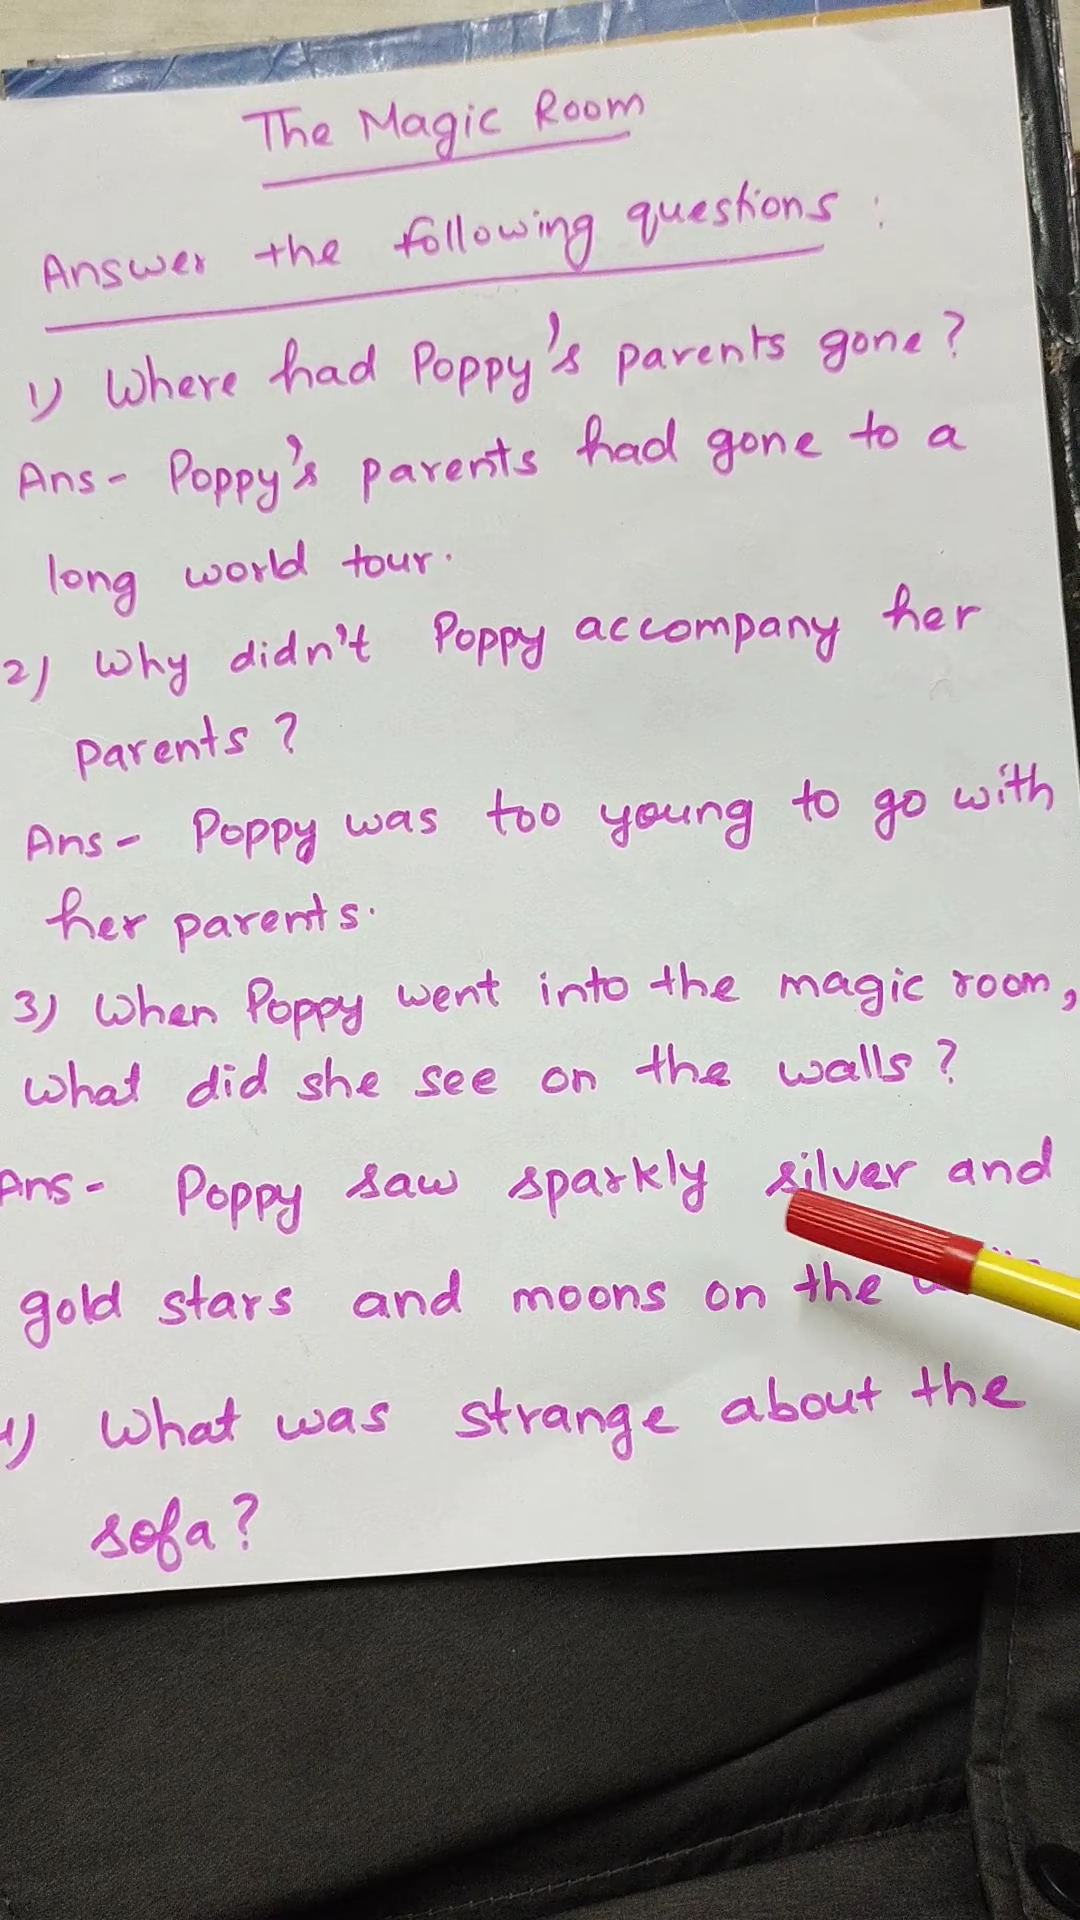 The Magic Room
Answer the following questions :
1) Where had Poppy's parents gone?
Ans- Poppy's parents had gone to a
long world tour.
2) Why didn't Poppy accompany her
parents ?
Ans- Poppy was too young to go with
her parents.
3) When Poppy went into the magic room,
what did she see on the walls ?
Ans- Poppy saw sparkly silver and
gold stars and moons on the
4) What was strange about the
sofa ?